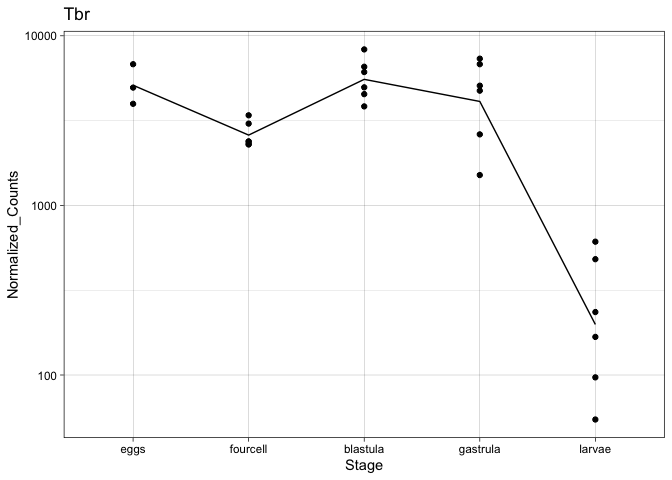 Tbr
10000
1000
100
Normalized_Counts
eggs fourcell blastula gastrula larvae
Stage